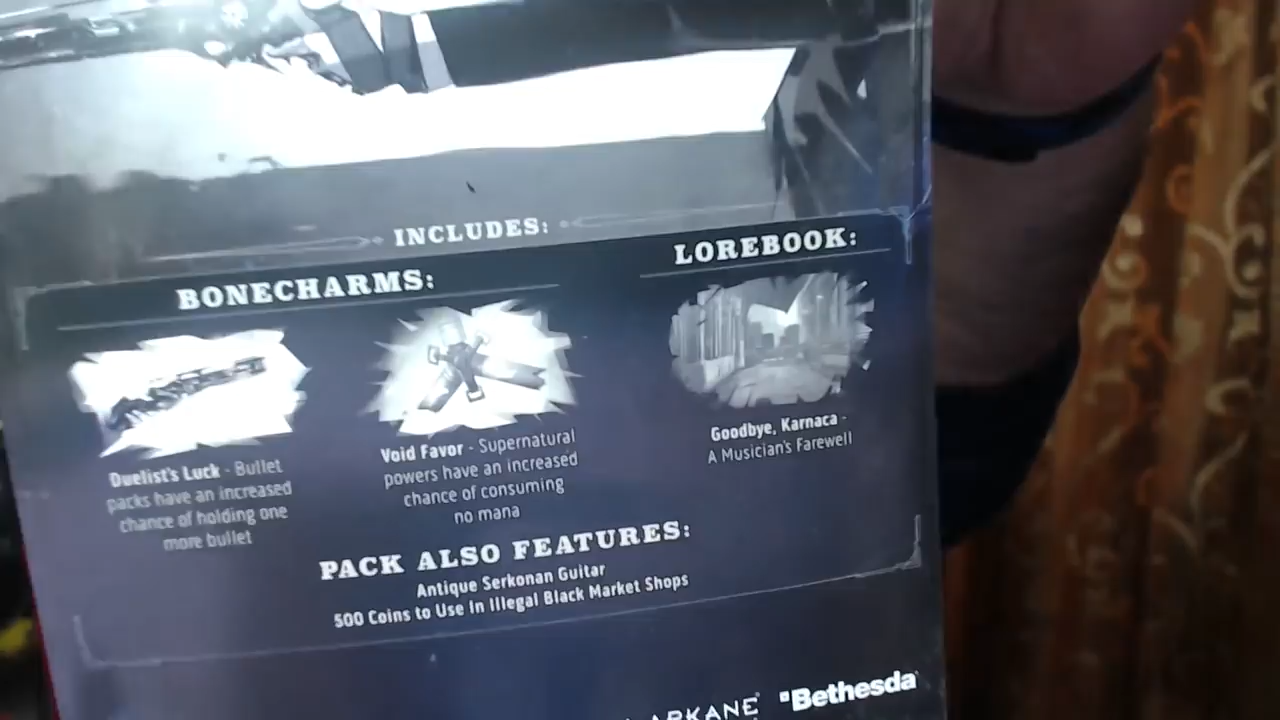 INCLUDES:
BONECHARMS:
LOREBOOK:
Duelist's Luck - Bullet
packs have an increased
chance of holding one
more bullet
Void Favor - Supernatural
powers have an increased
chance of consuming
no mana
Goodbye, Karnaca -
A Musician's Farewell
PACK ALSO FEATURES:
Antique Serkonan Guitar
500 Coins to Use In Illegal Black Market Shops
ARKANE
Bethesda